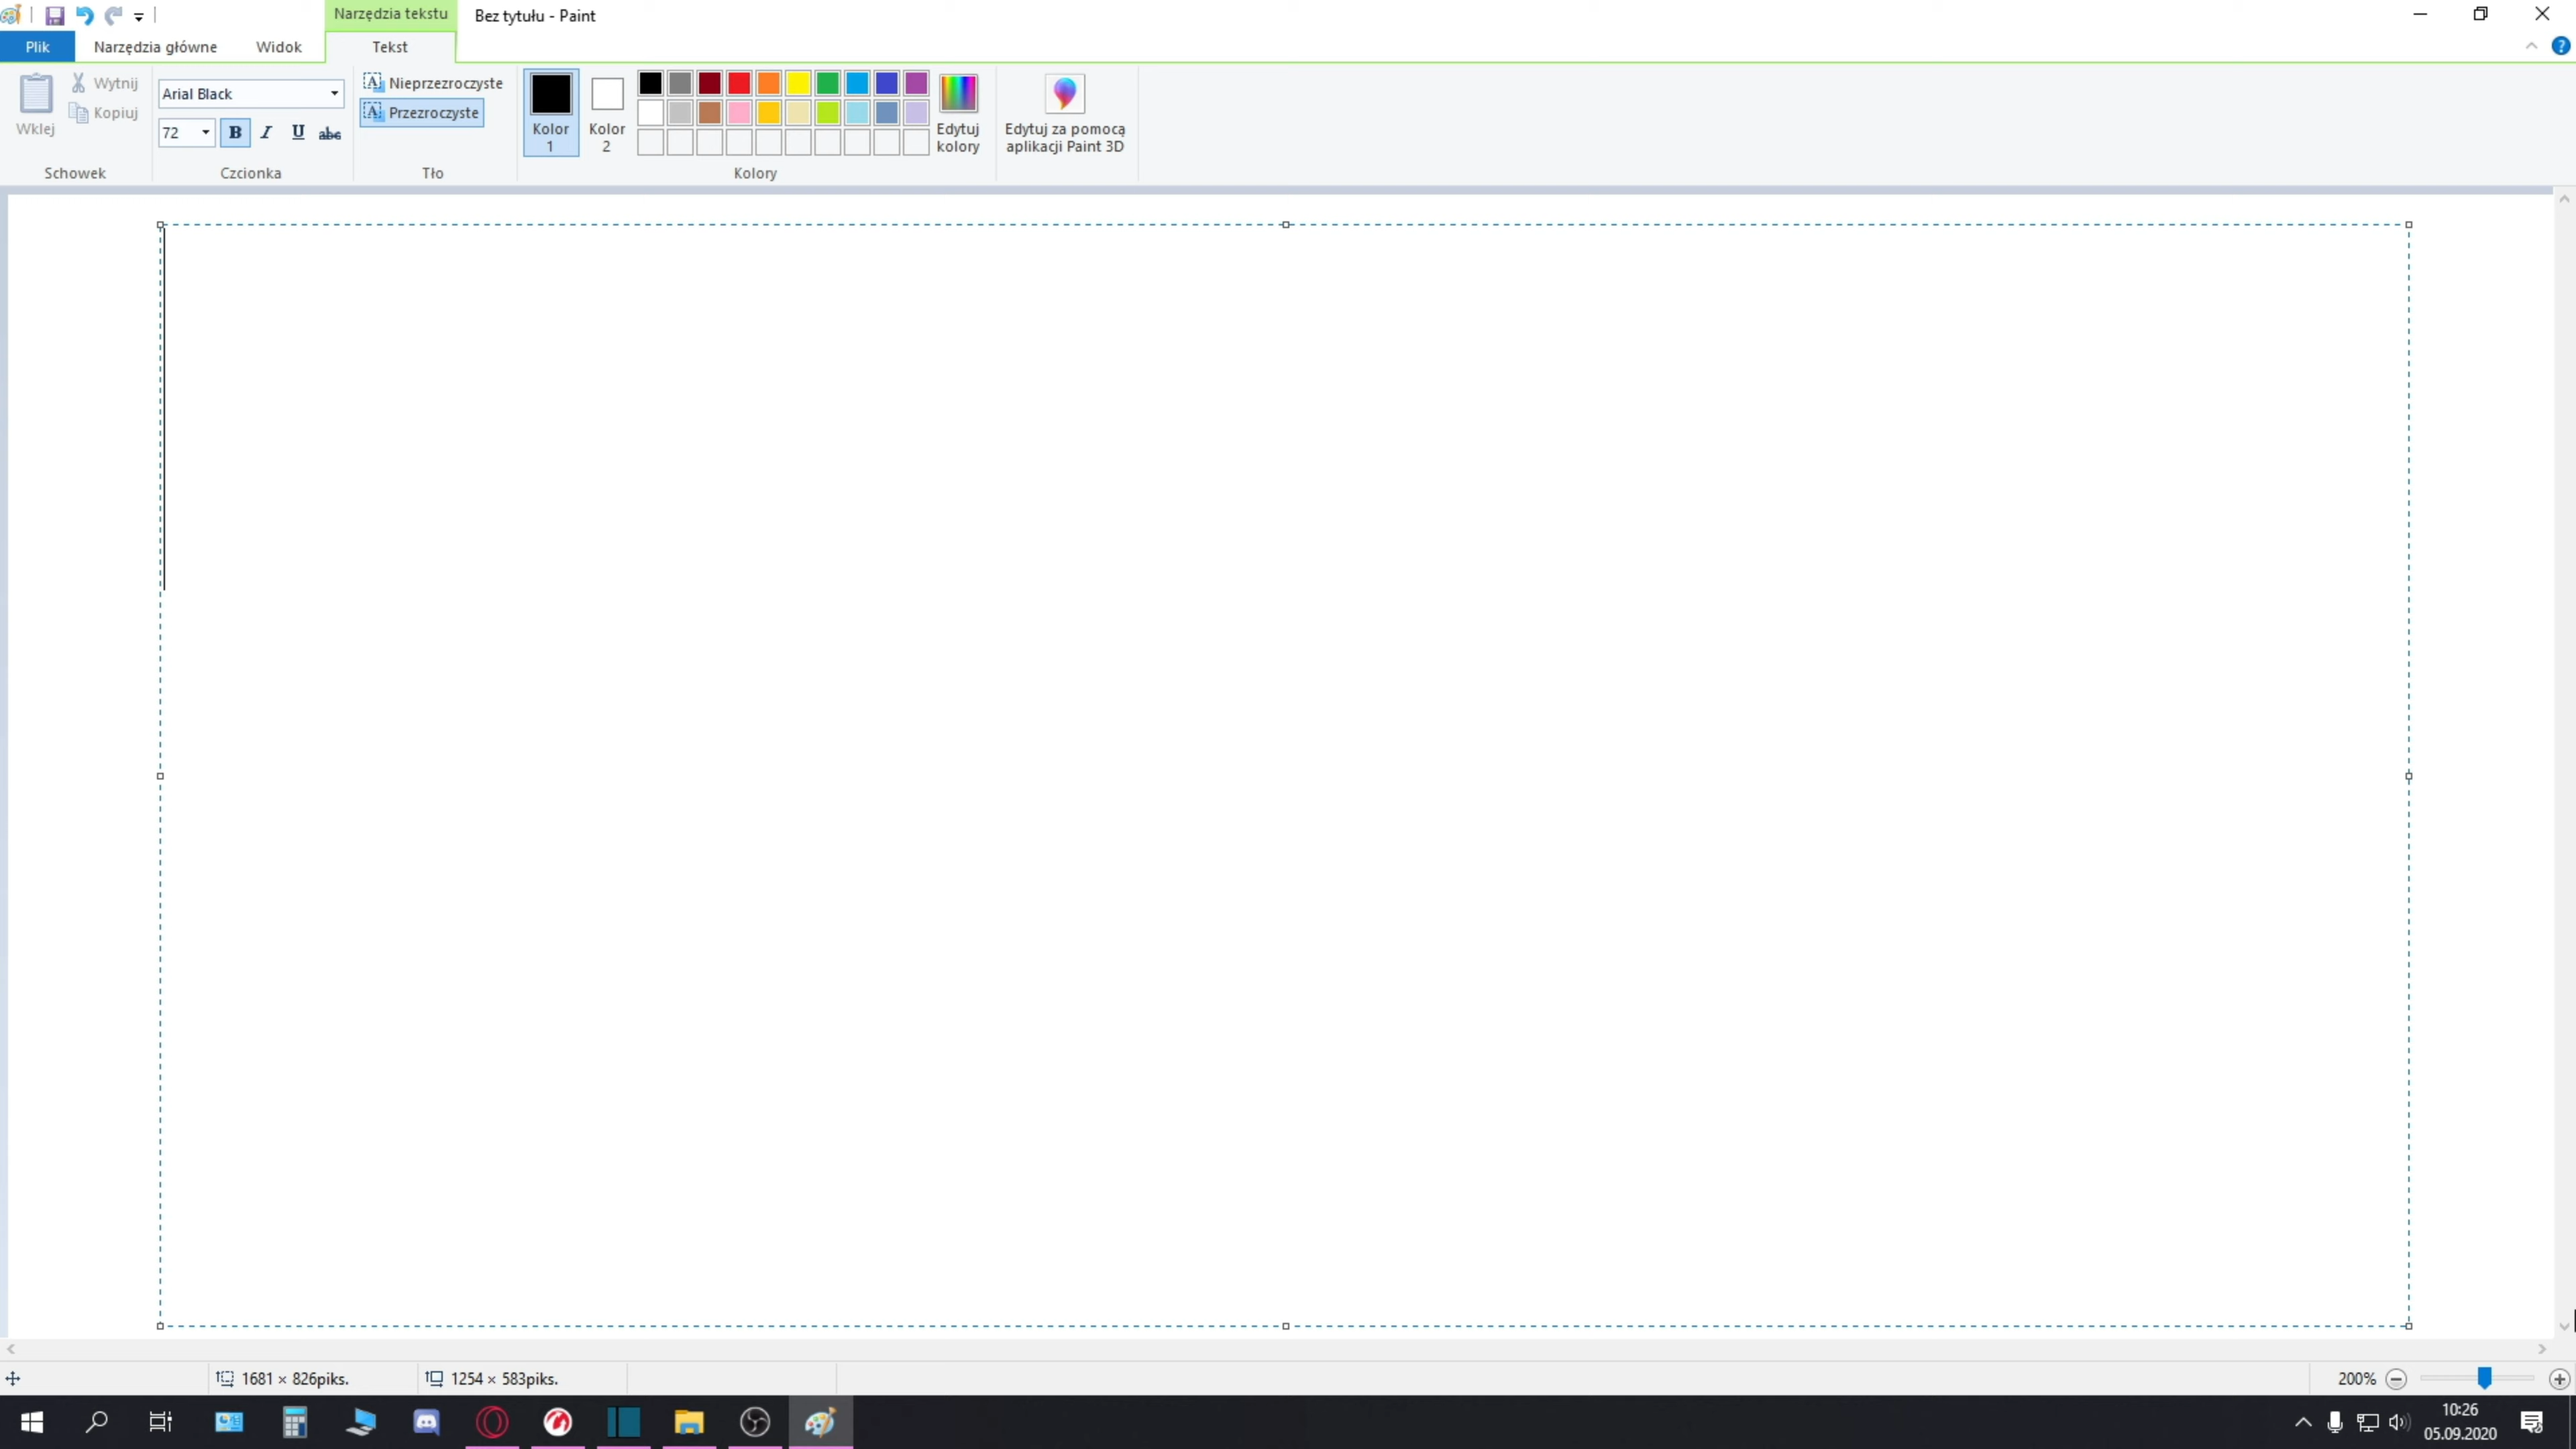 Narzędzia tekstu
Bez tytułu - Paint
Plik
Narzędzia główne
Widok
Tekst
Wklej
Wytnij
Kopiuj
Schowek
Arial Black
72
B I U abc
Czcionka
Nieprzezroczyste
Przezroczyste
Tło
Kolor
1
Kolor
2
Kolory
Edytuj
kolory
Edytuj za pomocą
aplikacji Paint 3D
1681 × 826piks.
1254 × 583piks.
200%
10:26
05.09.2020